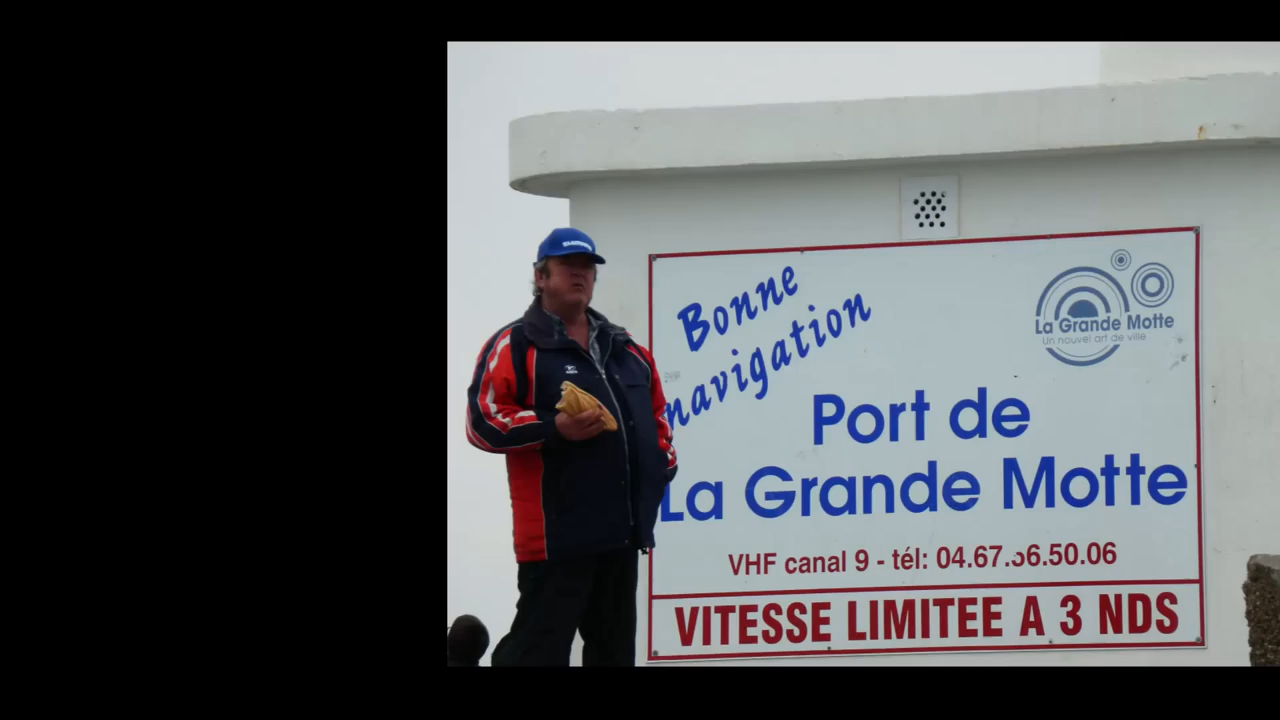 Bonne
navigation
La Grande Motte
Un nouvel art de ville
Port de
La Grande Motte
VHF canal 9 - tél: 04.67.56.50.06
VITESSE LIMITEE A 3 NDS